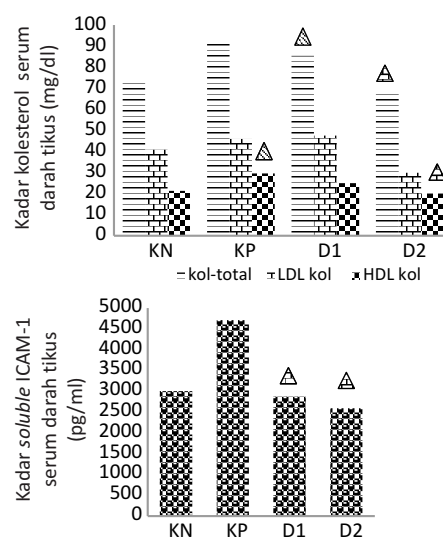 Kadar kolesterol serum
darah tikus (mg/dl)
100
90
80
70
60
50
40
30
20
10
0
KN KP D1 D2
kol-total LDL kol HDL kol
Kadar soluble ICAM-1
serum darah tikus
(pg/ml)
5000
4500
4000
3500
3000
2500
2000
1500
1000
500
0
KN KP D1 D2